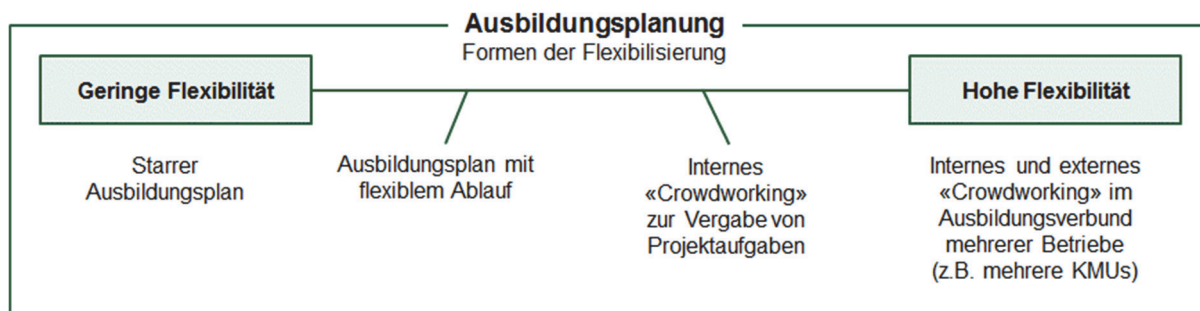 Ausbildungsplanung
Formen der Flexibilisierung
Geringe Flexibilität
Hohe Flexibilität
Starrer
Ausbildungsplan
Ausbildungsplan mit
flexiblem Ablauf
Internes
«Crowdworking»
zur Vergabe von
Projektaufgaben
Internes und externes
«Crowdworking» im
Ausbildungsverbund
mehrerer Betriebe
(z.B. mehrere KMUs)